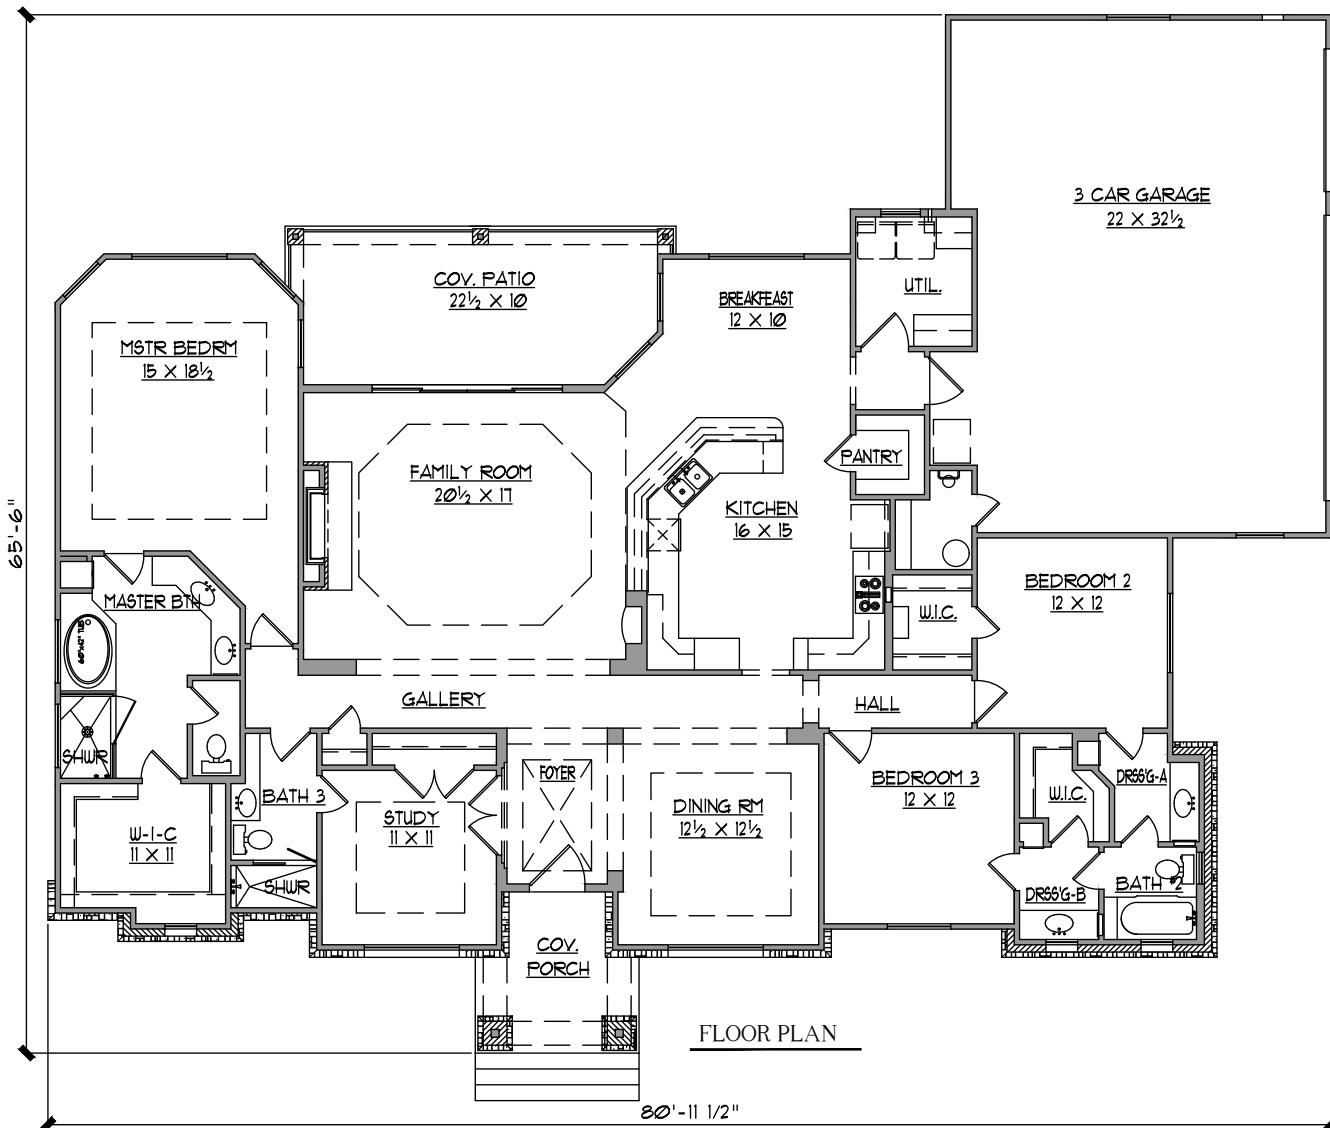 3 CAR GARAGE
22 X 32½
COV. PATIO
22½ X 10
UTIL.
BREAKFEAST
12 X 10
MSTR BEDRM
15 X 18½
FAMILY ROOM
20½ X 17
PANTRY
KITCHEN
16 X 15
65'-6"
MASTER BTH
BEDROOM 2
12 X 12
W.I.C.
60"x42" TUB
GALLERY
HALL
SHWR
FOYER
BEDROOM 3
12 X 12
DRSS'G-A
W.I.C.
BATH 3
STUDY
11 X 11
DINING RM
12½ X 12½
W-I-C
11 X 11
SHWR
DRSS'G-B
BATH 2
COV.
PORCH
FLOOR PLAN
80'-11 1/2"